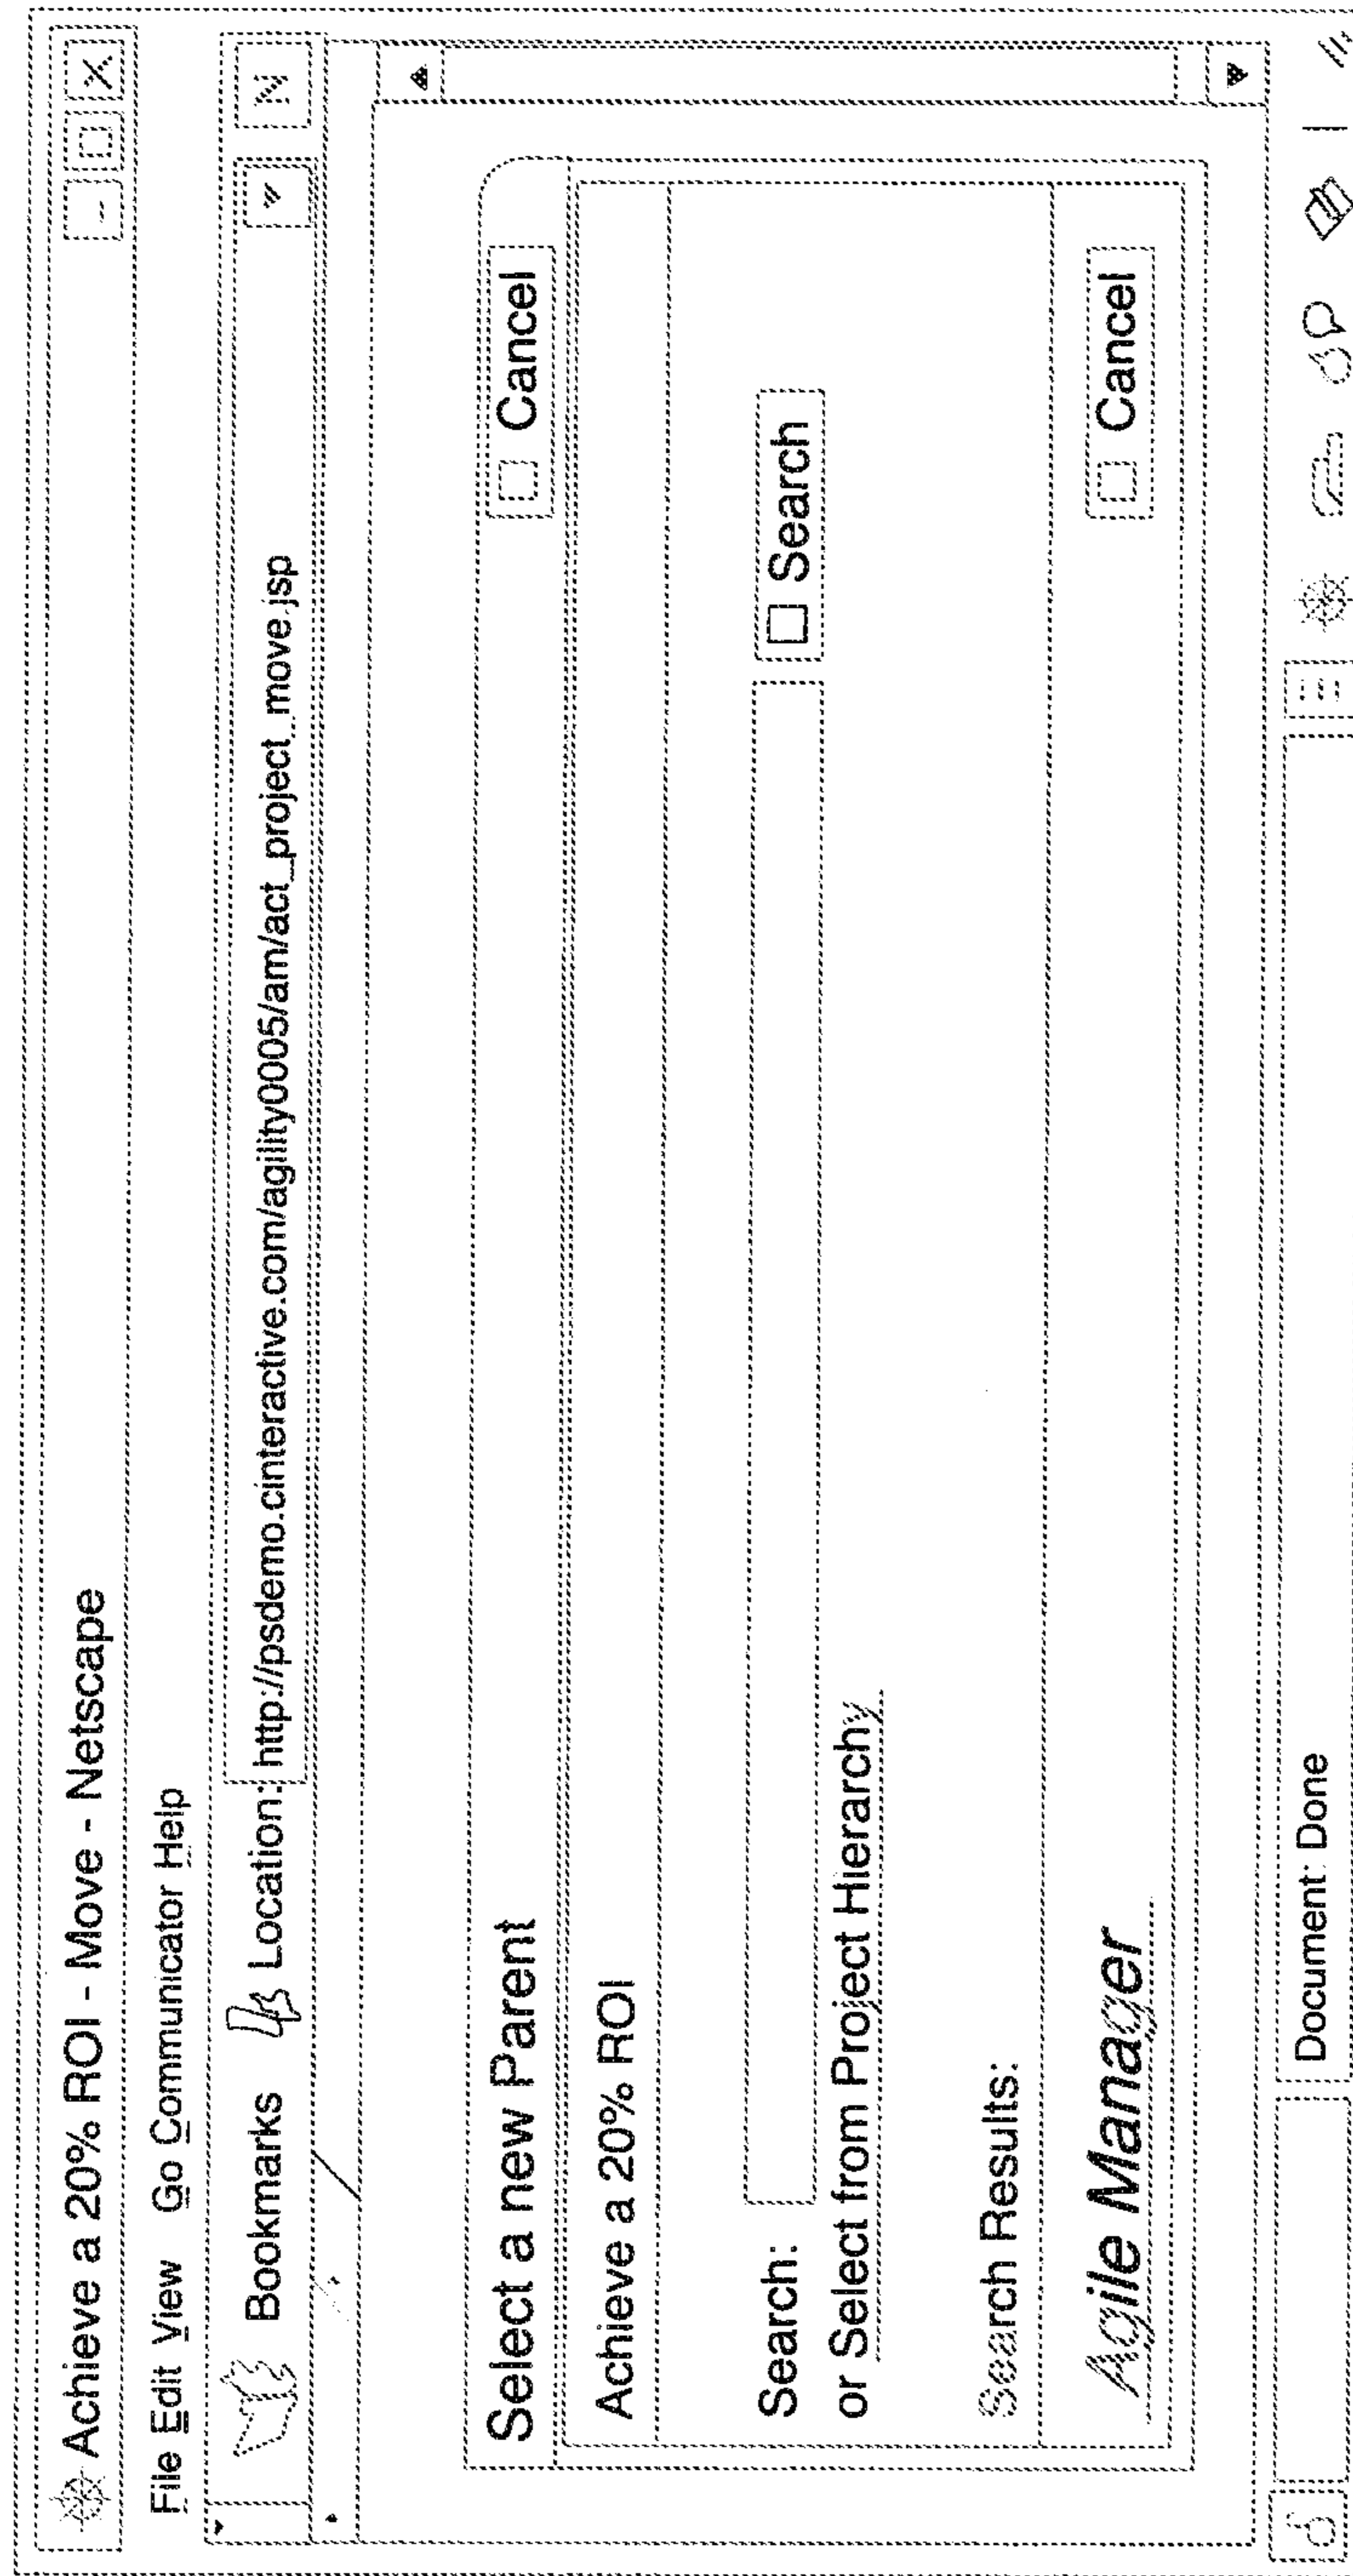 Achieve a 20% ROI - Move - Netscape
File Edit View Go Communicator Help
Bookmarks Location: http://psdemo.cinteractive.com/agility0005/am/act_project_move.jsp
N
Select a new Parent
Cancel
Achieve a 20% ROI
Search:
Search
or Select from Project Hierarchy
Search Results:
Agile Manager
Cancel
Document: Done